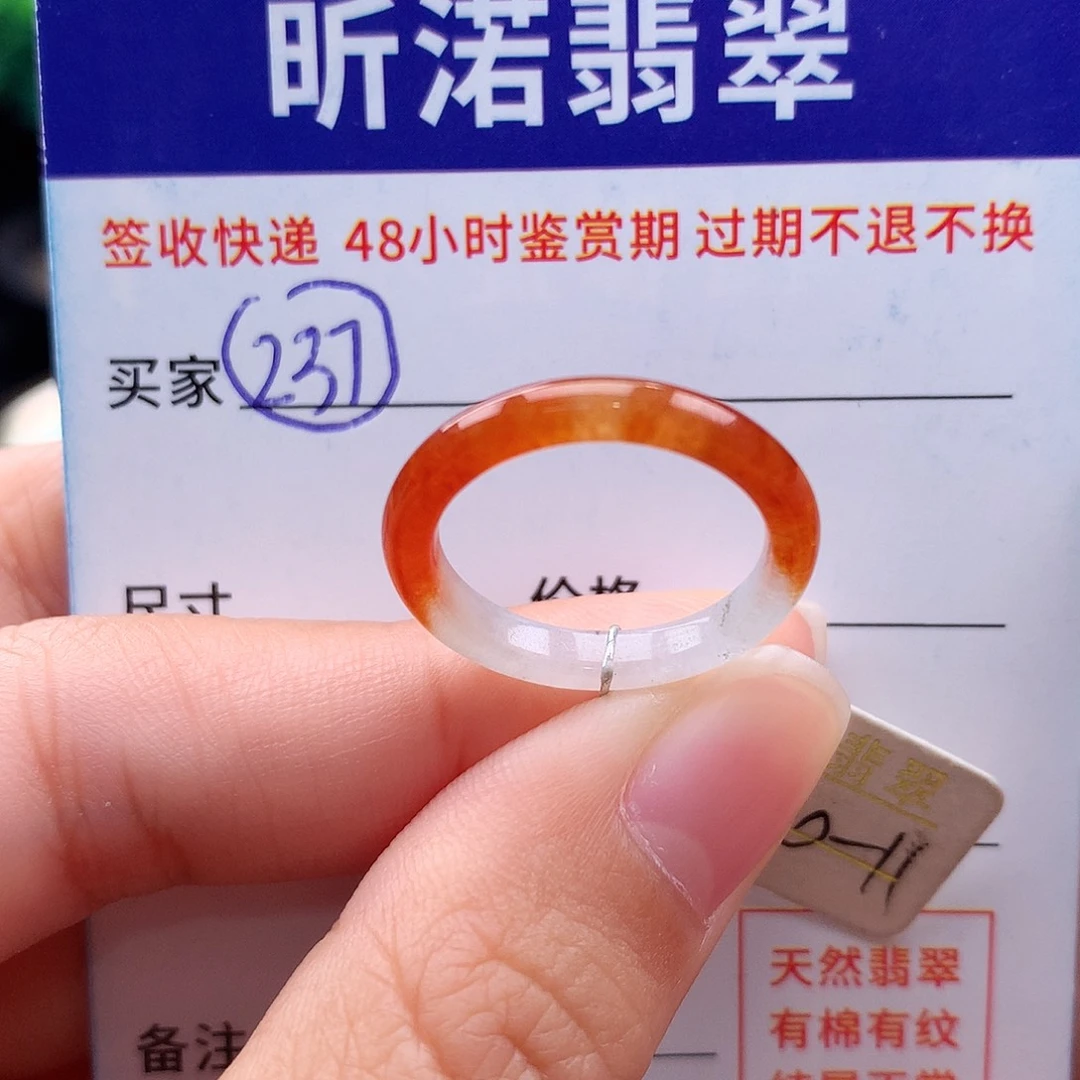 昕渃翡翠
签收快递 48小时鉴赏期 过期不退不换
买家 237
尺寸 价格
翡翠
备注
天然翡翠
有棉有纹